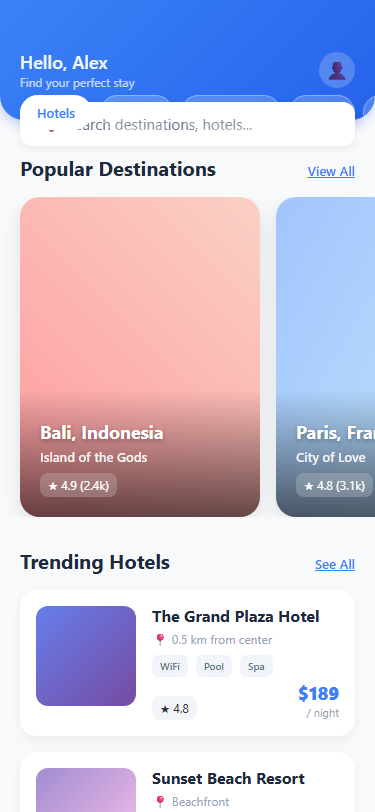 Hello, Alex
Find your perfect stay
Hotels
destinations, hotels...
Popular Destinations
View All
Bali, Indonesia
Island of the Gods
★ 4.9 (2.4k)
Paris,
City of Love
★ 4.8 (3.1k)
Trending Hotels
See All
The Grand Plaza Hotel
0.5 km from center
WiFi
Pool
Spa
★ 4.8
$189
/ night
Sunset Beach Resort
Beachfront